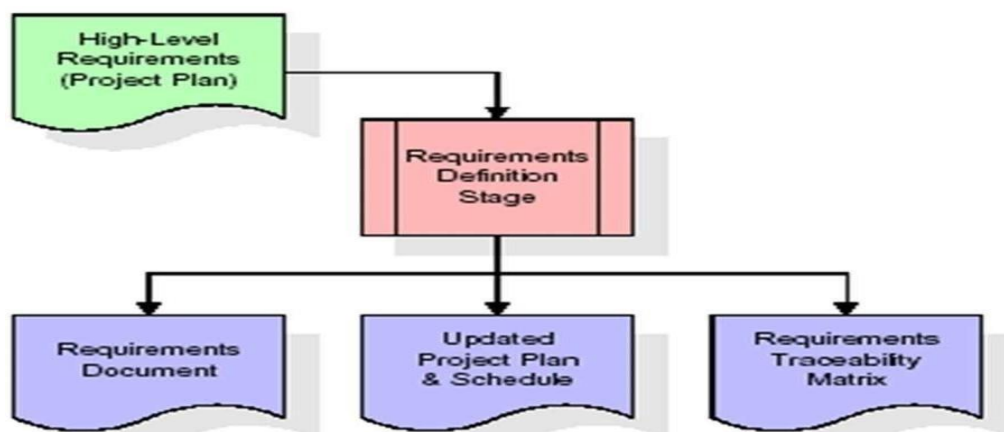 High-Level
Requirements
(Project Plan)
Requirements
Definition
Stage
Requirements
Document
Updated
Project Plan
& Schedule
Requirements
Traceability
Matrix